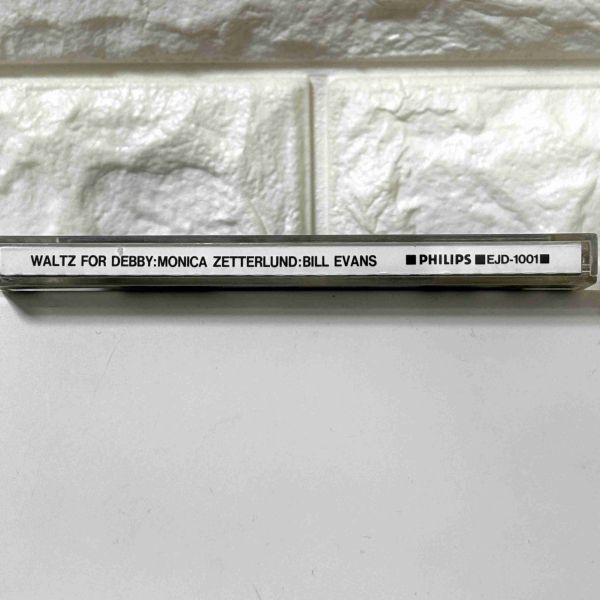 WALTZ FOR DEBBY:MONICA ZETTERLUND:BILL EVANS ■PHILIPS ■EJD-1001■